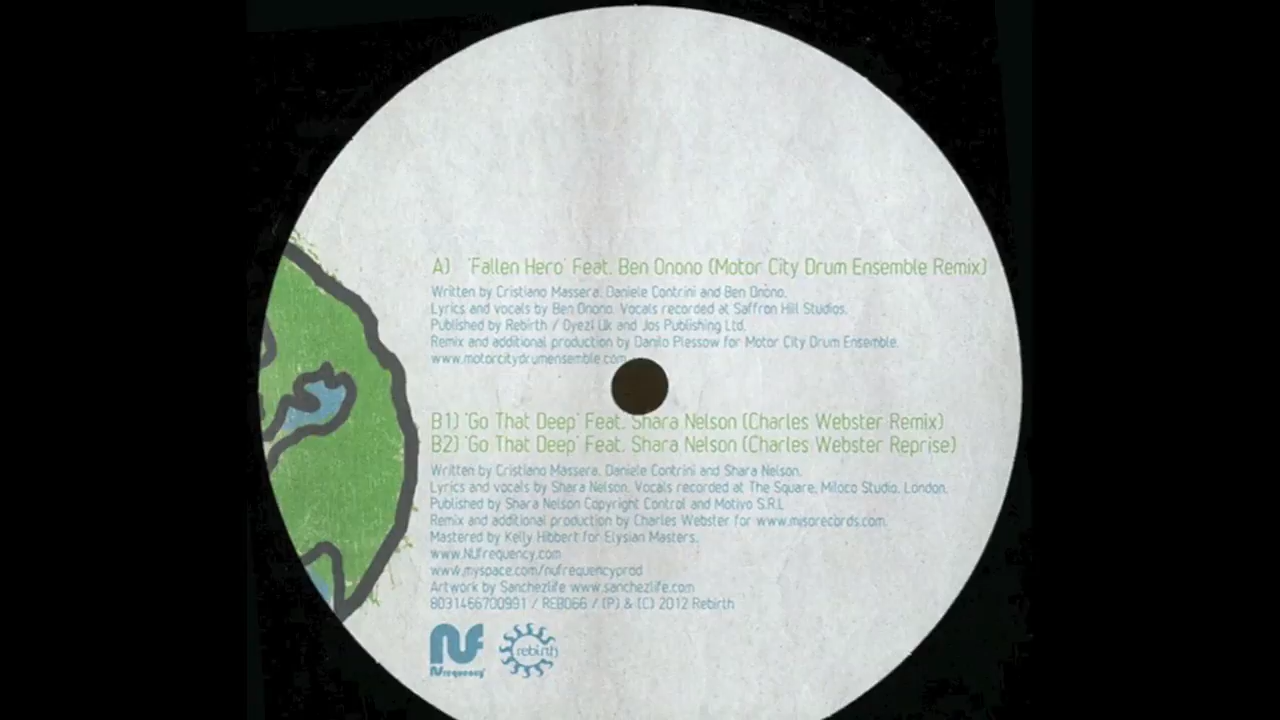 A) 'Fallen Hero' Feat. Ben Onono (Motor City Drum Ensemble Remix)
Written by Cristiano Massera, Daniele Contrini and Ben Onono.
Lyrics and vocals by Ben Onono. Vocals recorded at Saffron Hill Studios.
Published by Rebirth / Oyezi Uk and Jos Publishing Ltd.
Remix and additional production by Danilo Plessow for Motor City Drum Ensemble.
www.motorcitydrumensemble.com
B1) 'Go That Deep' Feat. Shara Nelson (Charles Webster Remix)
B2) 'Go That Deep' Feat. Shara Nelson (Charles Webster Reprise)
Written by Cristiano Massera, Daniele Contrini and Shara Nelson.
Lyrics and vocals by Shara Nelson. Vocals recorded at The Square, Miloco Studio, London.
Published by Shara Nelson Copyright Control and Motivo S.R.L
Remix and additional production by Charles Webster for www.misorecords.com.
Mastered by Kelly Hibbert for Elysian Masters.
www.NUfrequency.com
www.myspace.com/nufrequencyprod
Artwork by Sanchezlife www.sanchezlife.com
8031466700991 / REB066 / (P) & (C) 2012 Rebirth
NUF rebirth
NUfrequency